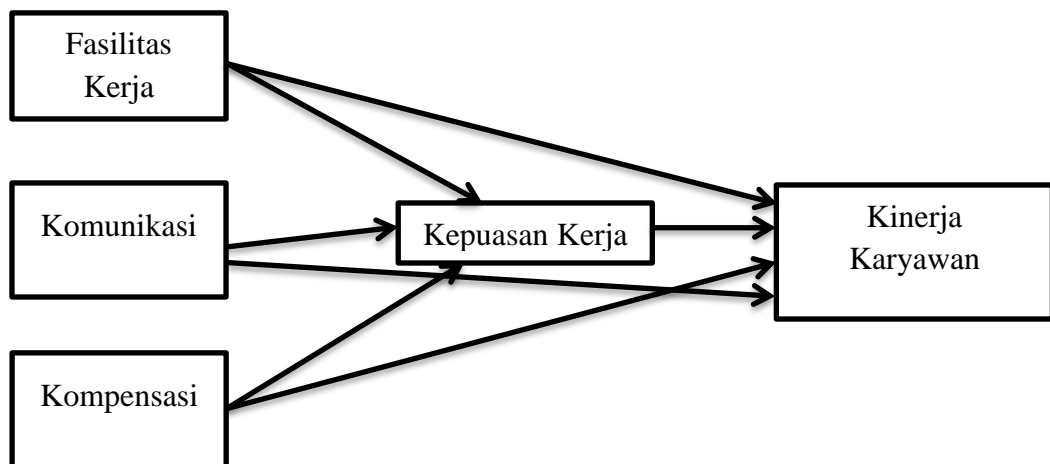 Fasilitas
Kerja
Komunikasi
Kepuasan Kerja
Kinerja
Karyawan
Kompensasi